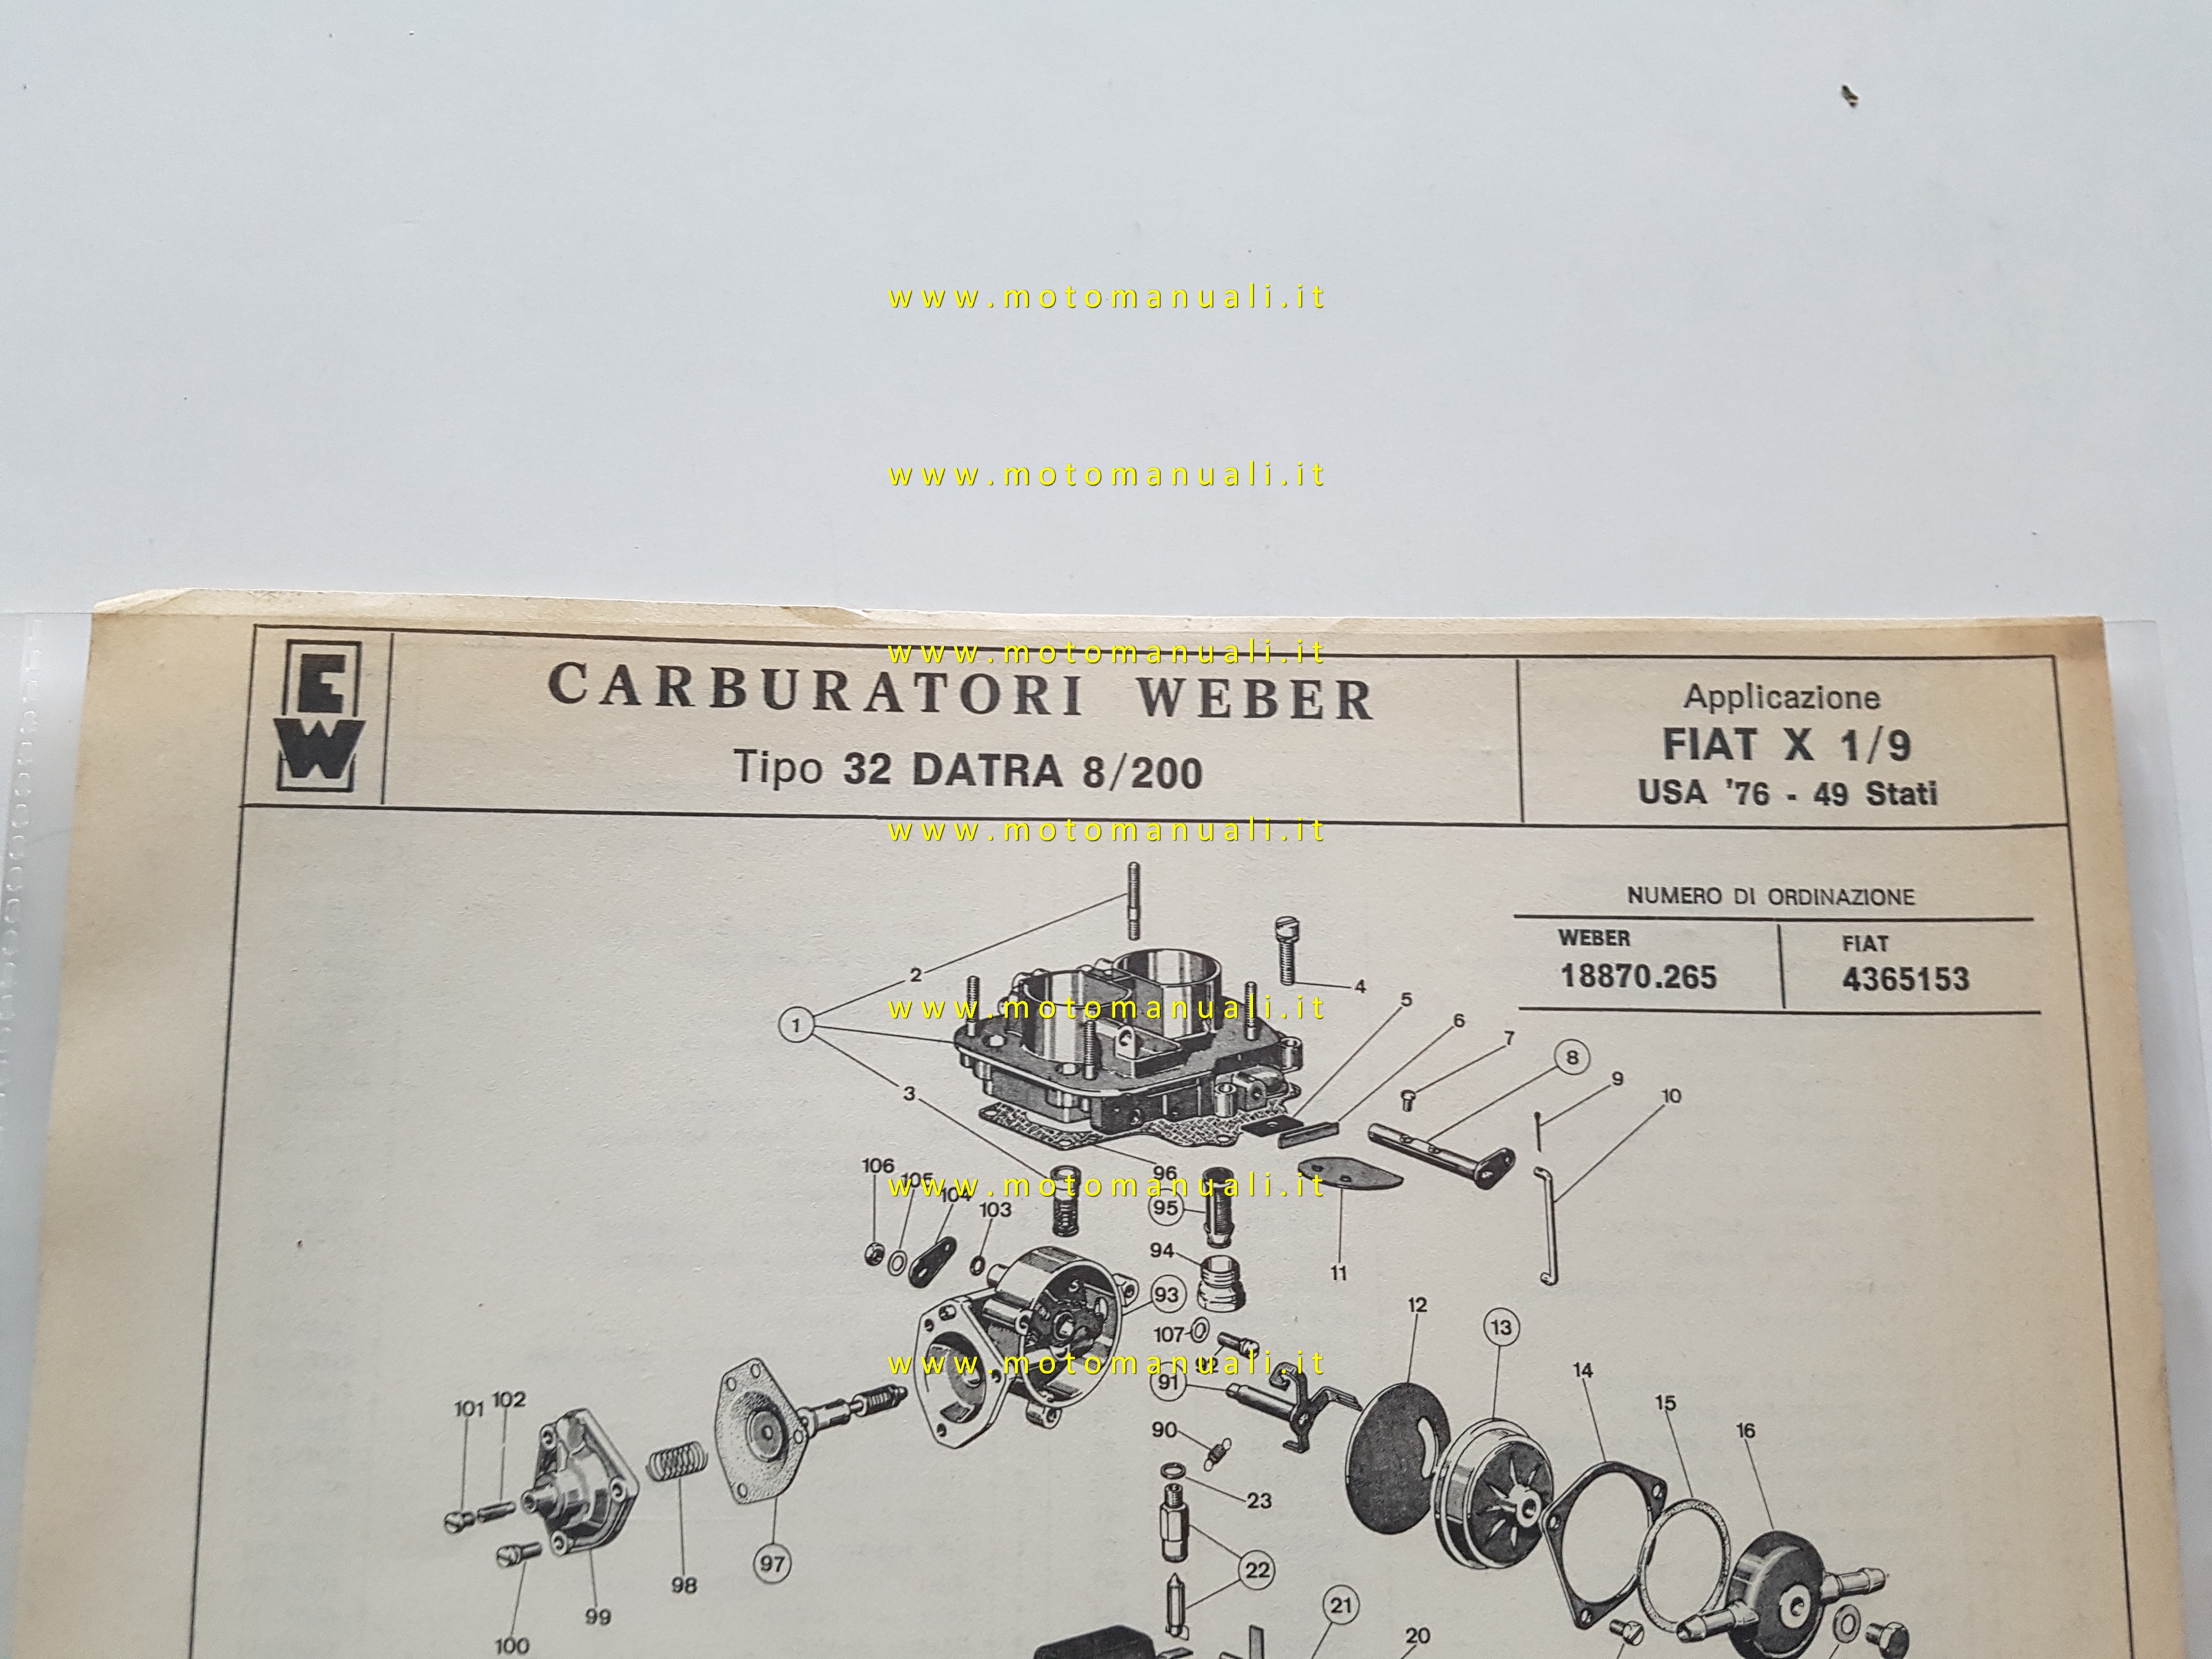 www.motomanuali.it
www.motomanuali.it
www.motomanuali.it
EW
CARBURATORI WEBER
Tipo 32 DATRA 8/200
Applicazione
FIAT X 1/9
USA '76 - 49 Stati
www.motomanuali.it
NUMERO DI ORDINAZIONE
WEBER
18870.265
FIAT
4365153
2
1
3
4
5
6
7
8
9
10
www.motomanuali.it
106
105
104
103
96
95
94
93
11
www.motomanuali.it
107
92
91
90
12
13
14
15
16
www.motomanuali.it
101
102
23
22
97
98
99
100
21
20